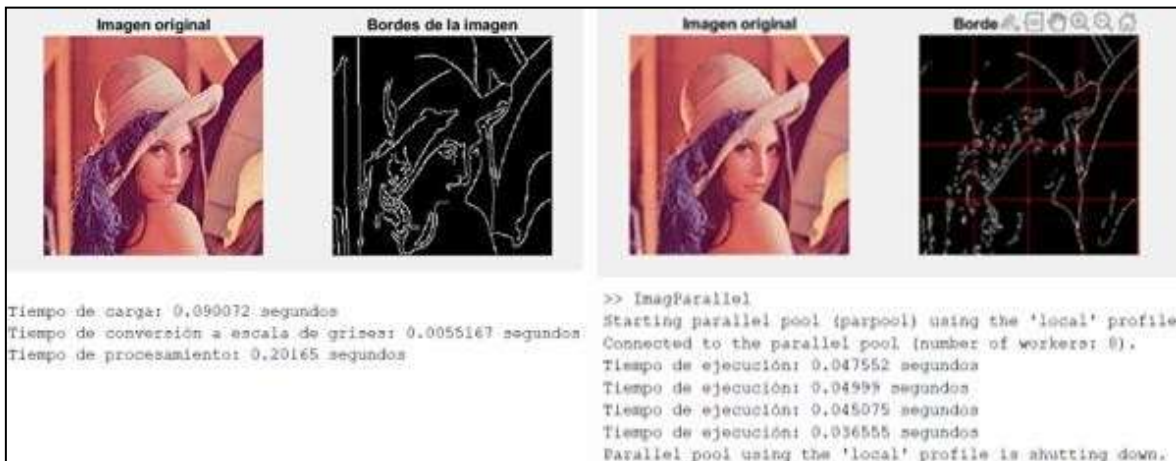 Imagen original
Bordes de la imagen
Tiempo de carga: 0.090072 segundos
Tiempo de conversión a escala de grises: 0.0055167 segundos
Tiempo de procesamiento: 0.20165 segundos
Imagen original
Borde
>> ImagParallel
Starting parallel pool (parpool) using the 'local' profile
Connected to the parallel pool (number of workers: 8).
Tiempo de ejecución: 0.047552 segundos
Tiempo de ejecución: 0.04999 segundos
Tiempo de ejecución: 0.045075 segundos
Tiempo de ejecución: 0.036555 segundos
Parallel pool using the 'local' profile is shutting down.